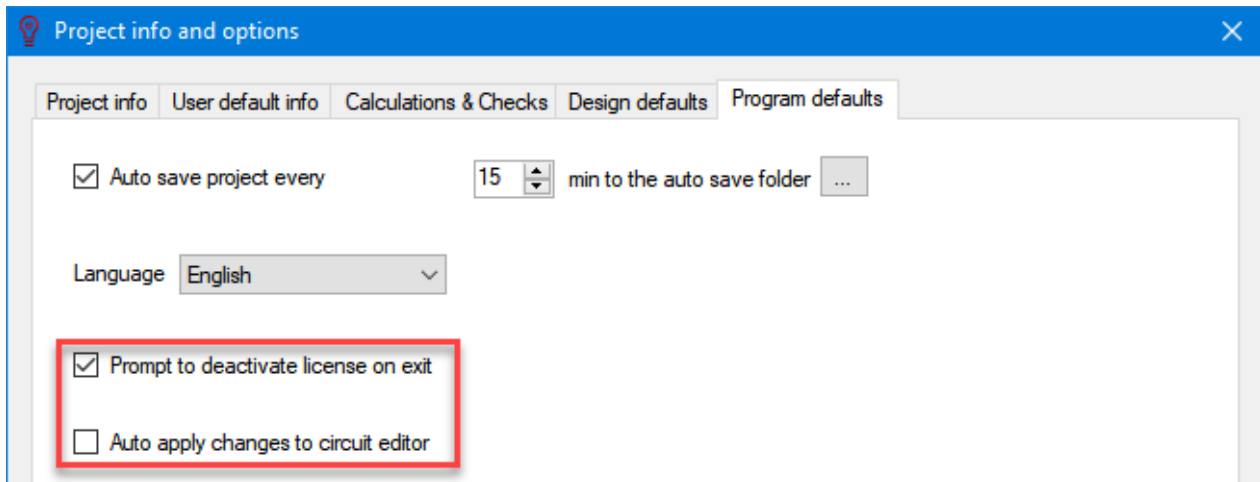 Project info and options
Project info User default info Calculations & Checks Design defaults Program defaults
Auto save project every 15 min to the auto save folder ...
Language English
Prompt to deactivate license on exit
Auto apply changes to circuit editor